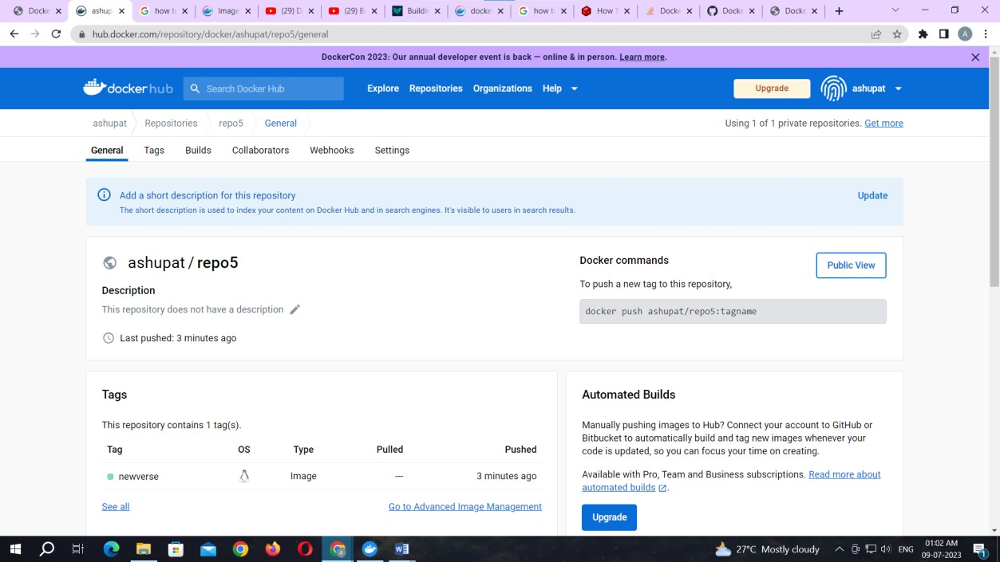 Docke
ashup
how to
Image
(29) D
(29) B
Buildin
docke
how to
How T
Docke
Docke
Docke
hub.docker.com/repository/docker/ashupat/repo5/general
A
DockerCon 2023: Our annual developer event is back — online & in person. Learn more.
dockerhub
Search Docker Hub
Explore
Repositories
Organizations
Help
Upgrade
ashupat
ashupat
Repositories
repo5
General
Using 1 of 1 private repositories. Get more
General
Tags
Builds
Collaborators
Webhooks
Settings
Add a short description for this repository
Update
The short description is used to index your content on Docker Hub and in search engines. It's visible to users in search results.
ashupat / repo5
Description
This repository does not have a description
Last pushed: 3 minutes ago
Docker commands
Public View
To push a new tag to this repository,
docker push ashupat/repo5:tagname
Tags
This repository contains 1 tag(s).
Tag OS Type Pulled Pushed
newverse Image --- 3 minutes ago
See all
Go to Advanced Image Management
Automated Builds
Manually pushing images to Hub? Connect your account to GitHub or
Bitbucket to automatically build and tag new images whenever your
code is updated, so you can focus your time on creating.
Available with Pro, Team and Business subscriptions. Read more about
automated builds.
Upgrade
27°C Mostly cloudy
ENG
01:02 AM
09-07-2023
1